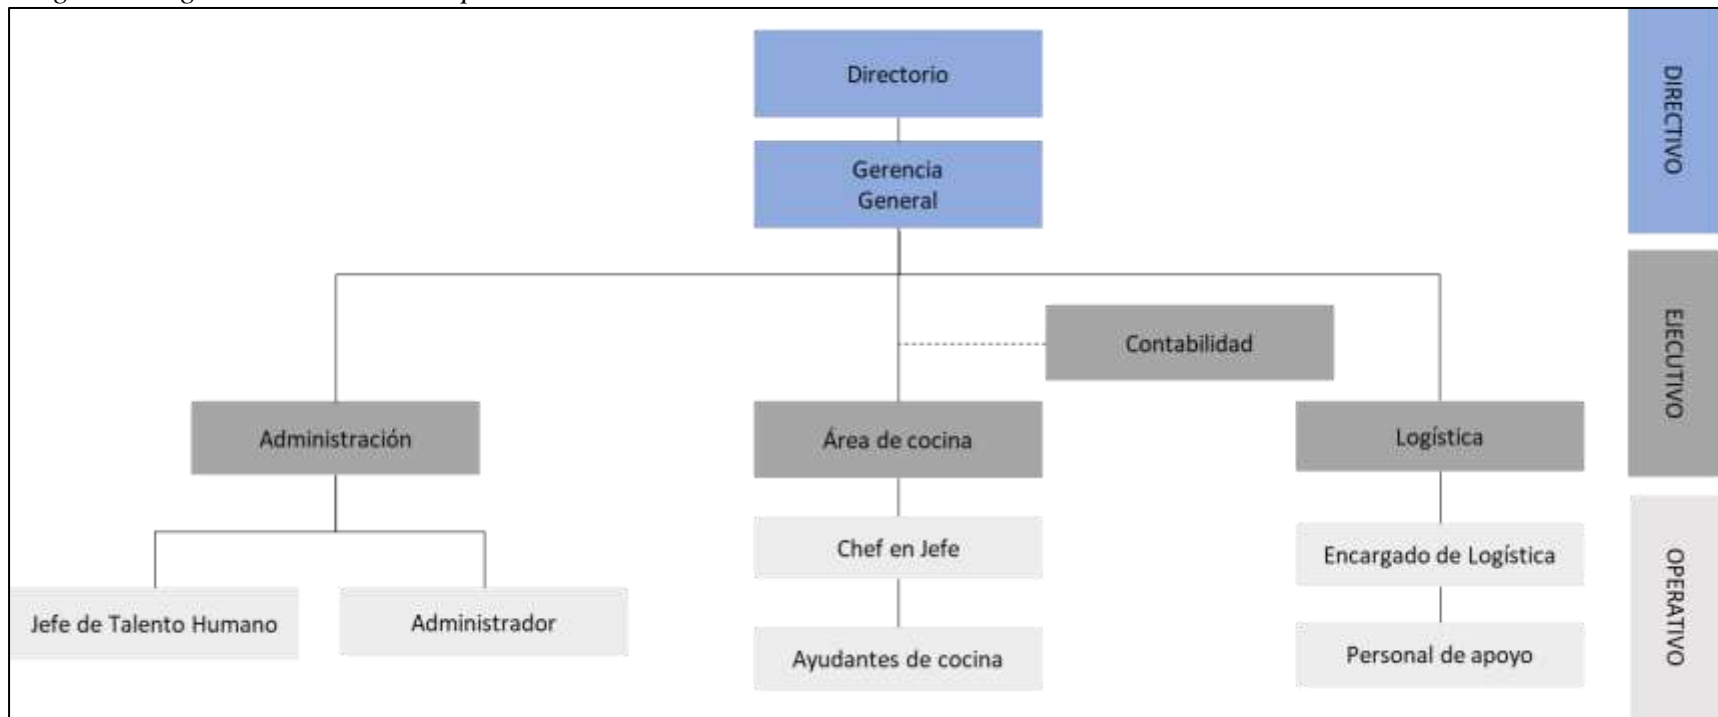 Directorio
DIRECTIVO
Gerencia
General
Contabilidad
EJECUTIVO
Administración
Área de cocina
Logística
Chef en Jefe
Encargado de Logística
OPERATIVO
Jefe de Talento Humano
Administrador
Ayudantes de cocina
Personal de apoyo